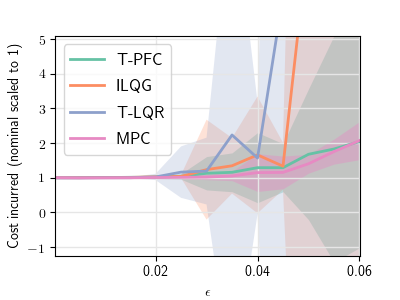 Cost incurred (nominal scaled to 1)
5
4
3
2
1
0
−1
T-PFC
ILQG
T-LQR
MPC
0.02 0.04 0.06
ϵ